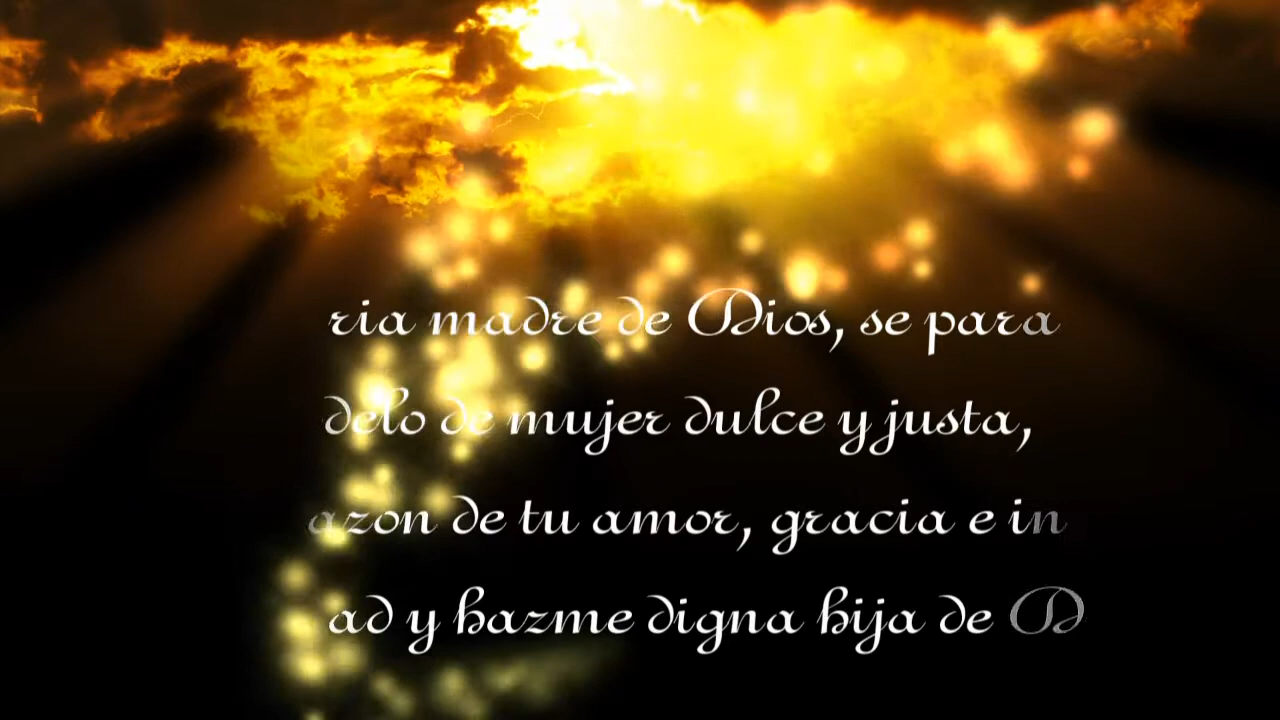 ria madre de Dios, se para
delo de mujer dulce y justa,
azon de tu amor, gracia e in
ad y hazme digna hija de D